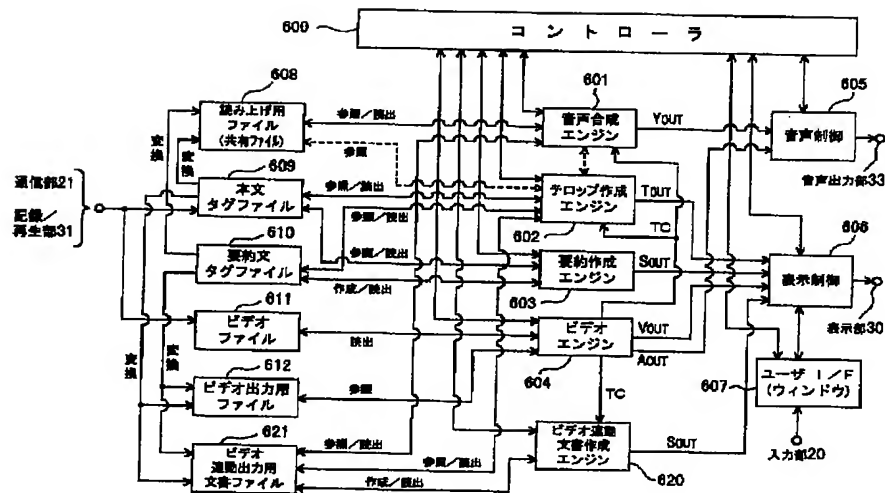 600
コントローラ
608
読み上げ用
ファイル
(共有ファイル)
参照/読出
601
音声合成
エンジン
YOUT
605
音声制御
音声出力部33
変換
変換
参照
609
本文
タグファイル
参照/読出
テロップ作成
エンジン
602
TOUT
TC
通信部21
記録/
再生部31
参照/読出
610
要約文
タグファイル
参照/読出
作成/読出
要約作成
エンジン
603
SOUT
606
表示制御
表示部30
611
ビデオ
ファイル
読出
ビデオ
エンジン
604
VOUT
AOUT
変換
変換
612
ビデオ出力用
ファイル
参照
TC
607
ユーザI/F
(ウィンドウ)
入力部20
621
ビデオ
連動出力用
文書ファイル
参照/読出
参照/読出
作成/読出
ビデオ連動
文書作成
エンジン
620
SOUT